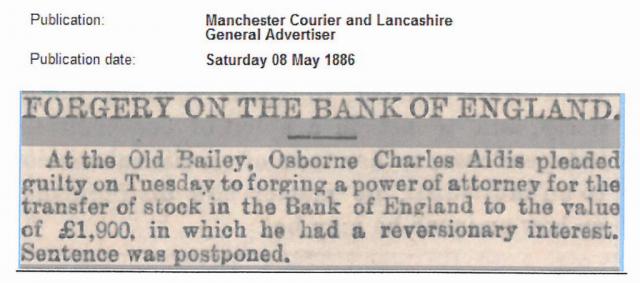 Publication:
Manchester Courier and Lancashire
General Advertiser
Publication date:
Saturday 08 May 1886
FORGERY ON THE BANK OF ENGLAND.
At the Old Bailey, Osborne Charles Aldis pleaded
guilty on Tuesday to forging a power of attorney for the
transfer of stock in the Bank of England to the value
of £1,900, in which he had a reversionary interest.
Sentence was postponed.